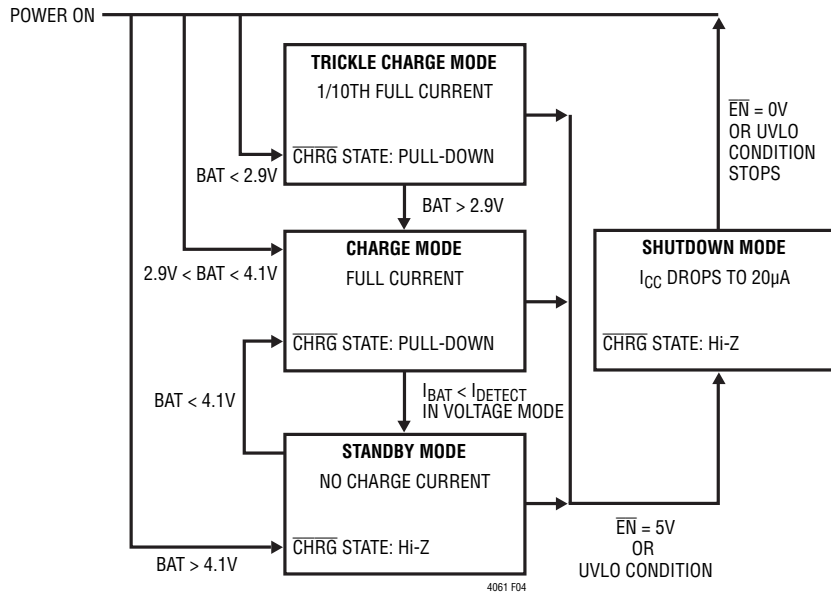 POWER ON
TRICKLE CHARGE MODE
1/10TH FULL CURRENT
CHRG STATE: PULL-DOWN
BAT < 2.9V
BAT > 2.9V
CHARGE MODE
FULL CURRENT
CHRG STATE: PULL-DOWN
2.9V < BAT < 4.1V
BAT < 4.1V
IBAT < IDETECT
IN VOLTAGE MODE
STANDBY MODE
NO CHARGE CURRENT
CHRG STATE: Hi-Z
BAT > 4.1V
EN = 0V
OR UVLO
CONDITION
STOPS
SHUTDOWN MODE
ICC DROPS TO 20µA
CHRG STATE: Hi-Z
EN = 5V
OR
UVLO CONDITION
4061 F04